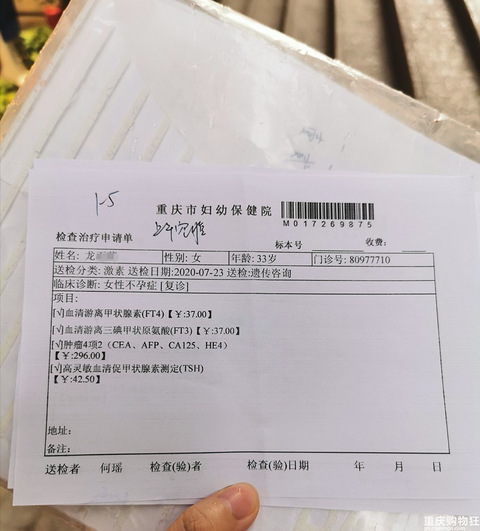 1-5
重庆市妇幼保健院
M017269875
上午空腹
检查治疗申请单
标本号
收费:
姓名: 龙
性别: 女
年龄: 33岁
门诊号: 80977710
送检分类: 激素 送检日期:2020-07-23 送检:遗传咨询
临床诊断: 女性不孕症 [复诊]
项目:
[√]血清游离甲状腺素(FT4)【￥:37.00】
[√]血清游离三碘甲状原氨酸(FT3)【￥:37.00】
[√]肿瘤4项2（CEA、AFP、CA125、HE4）
【￥:296.00】
[√]高灵敏血清促甲状腺素测定(TSH)
【￥:42.50】
地址:
备注:
送检者 何瑶 检查(验)者 检查(验)日期 年 月 日
重庆购物狂